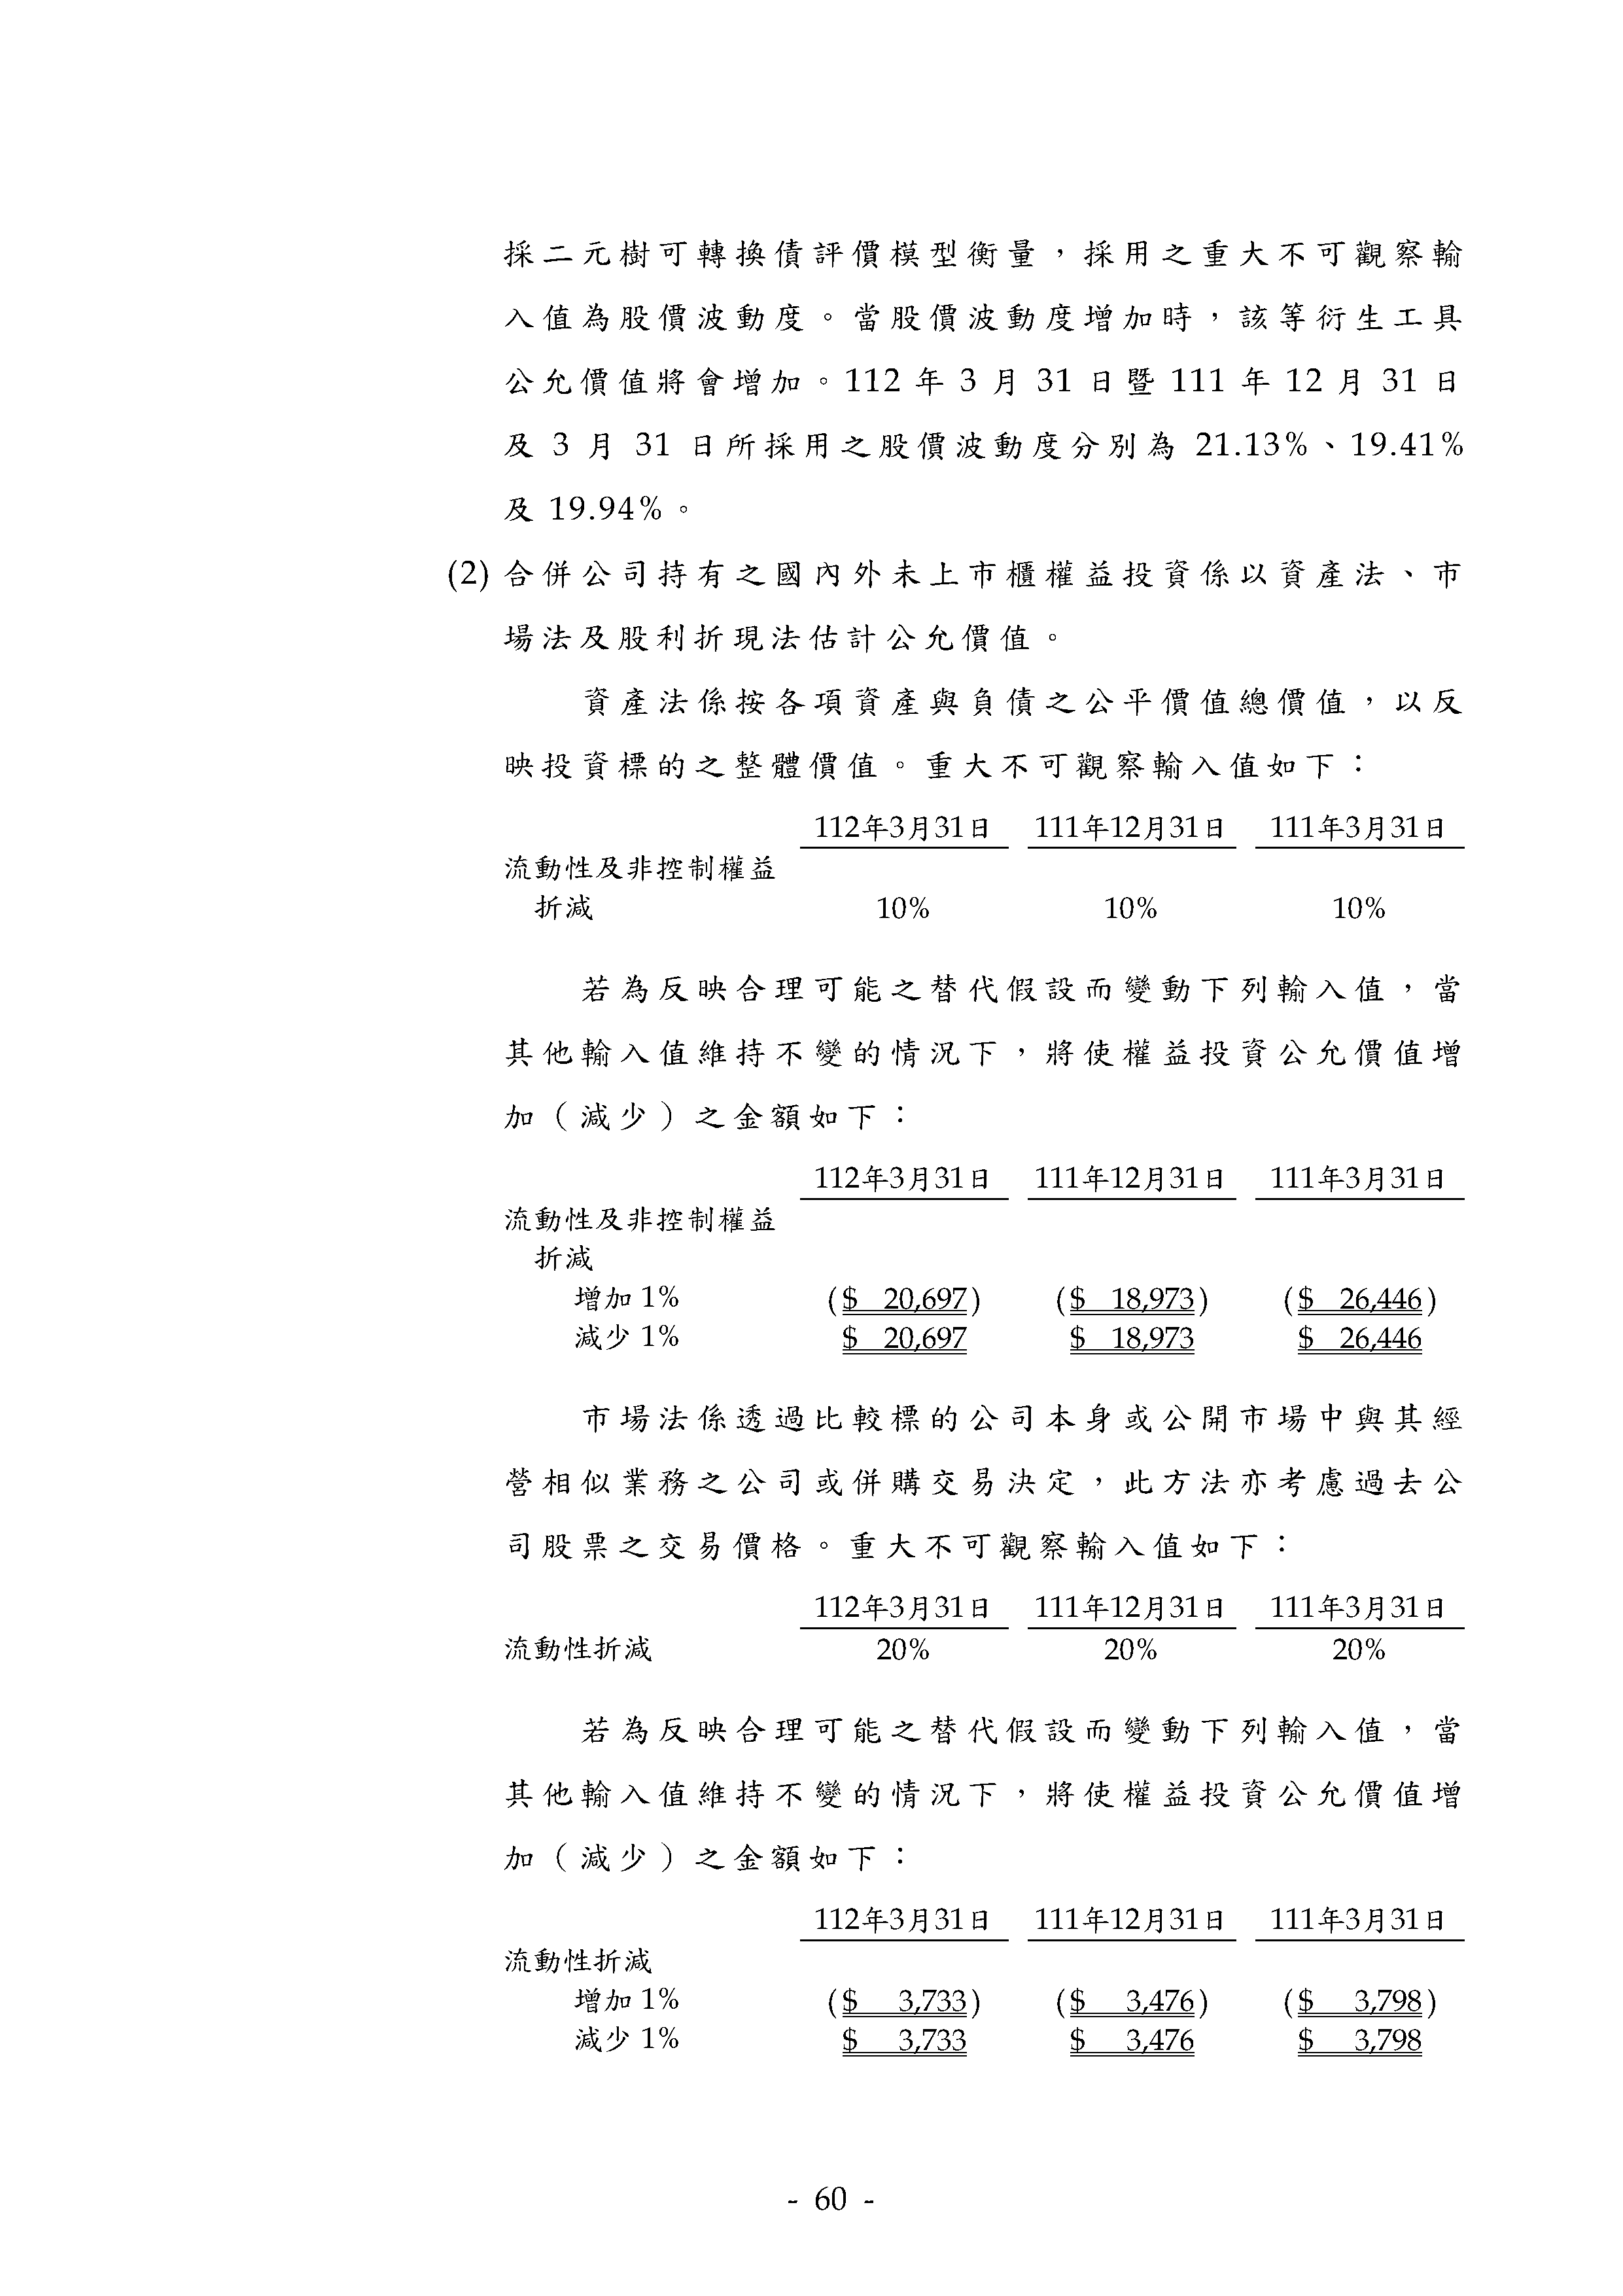 採二元樹可轉換債評價模型衡量，採用之重大不可觀察輸
入值為股價波動度。當股價波動度增加時，該等衍生工具
公允價值將會增加。112 年 3 月 31 日暨 111 年 12 月 31 日
及 3 月 31 日所採用之股價波動度分別為 21.13%、19.41%
及 19.94%。
(2) 合併公司持有之國內外未上市櫃權益投資係以資產法、市
場法及股利折現法估計公允價值。
資產法係按各項資產與負債之公平價值總價值，以反
映投資標的之整體價值。重大不可觀察輸入值如下：
112年3月31日 111年12月31日 111年3月31日
流動性及非控制權益
折減 10% 10% 10%
若為反映合理可能之替代假設而變動下列輸入值，當
其他輸入值維持不變的情況下，將使權益投資公允價值增
加（減少）之金額如下：
112年3月31日 111年12月31日 111年3月31日
流動性及非控制權益
折減
增加 1% ($ 20,697) ($ 18,973) ($ 26,446)
減少 1% $ 20,697 $ 18,973 $ 26,446
市場法係透過比較標的公司本身或公開市場中與其經
營相似業務之公司或併購交易決定，此方法亦考慮過去公
司股票之交易價格。重大不可觀察輸入值如下：
112年3月31日 111年12月31日 111年3月31日
流動性折減 20% 20% 20%
若為反映合理可能之替代假設而變動下列輸入值，當
其他輸入值維持不變的情況下，將使權益投資公允價值增
加（減少）之金額如下：
112年3月31日 111年12月31日 111年3月31日
流動性折減
增加 1% ($ 3,733) ($ 3,476) ($ 3,798)
減少 1% $ 3,733 $ 3,476 $ 3,798
- 60 -